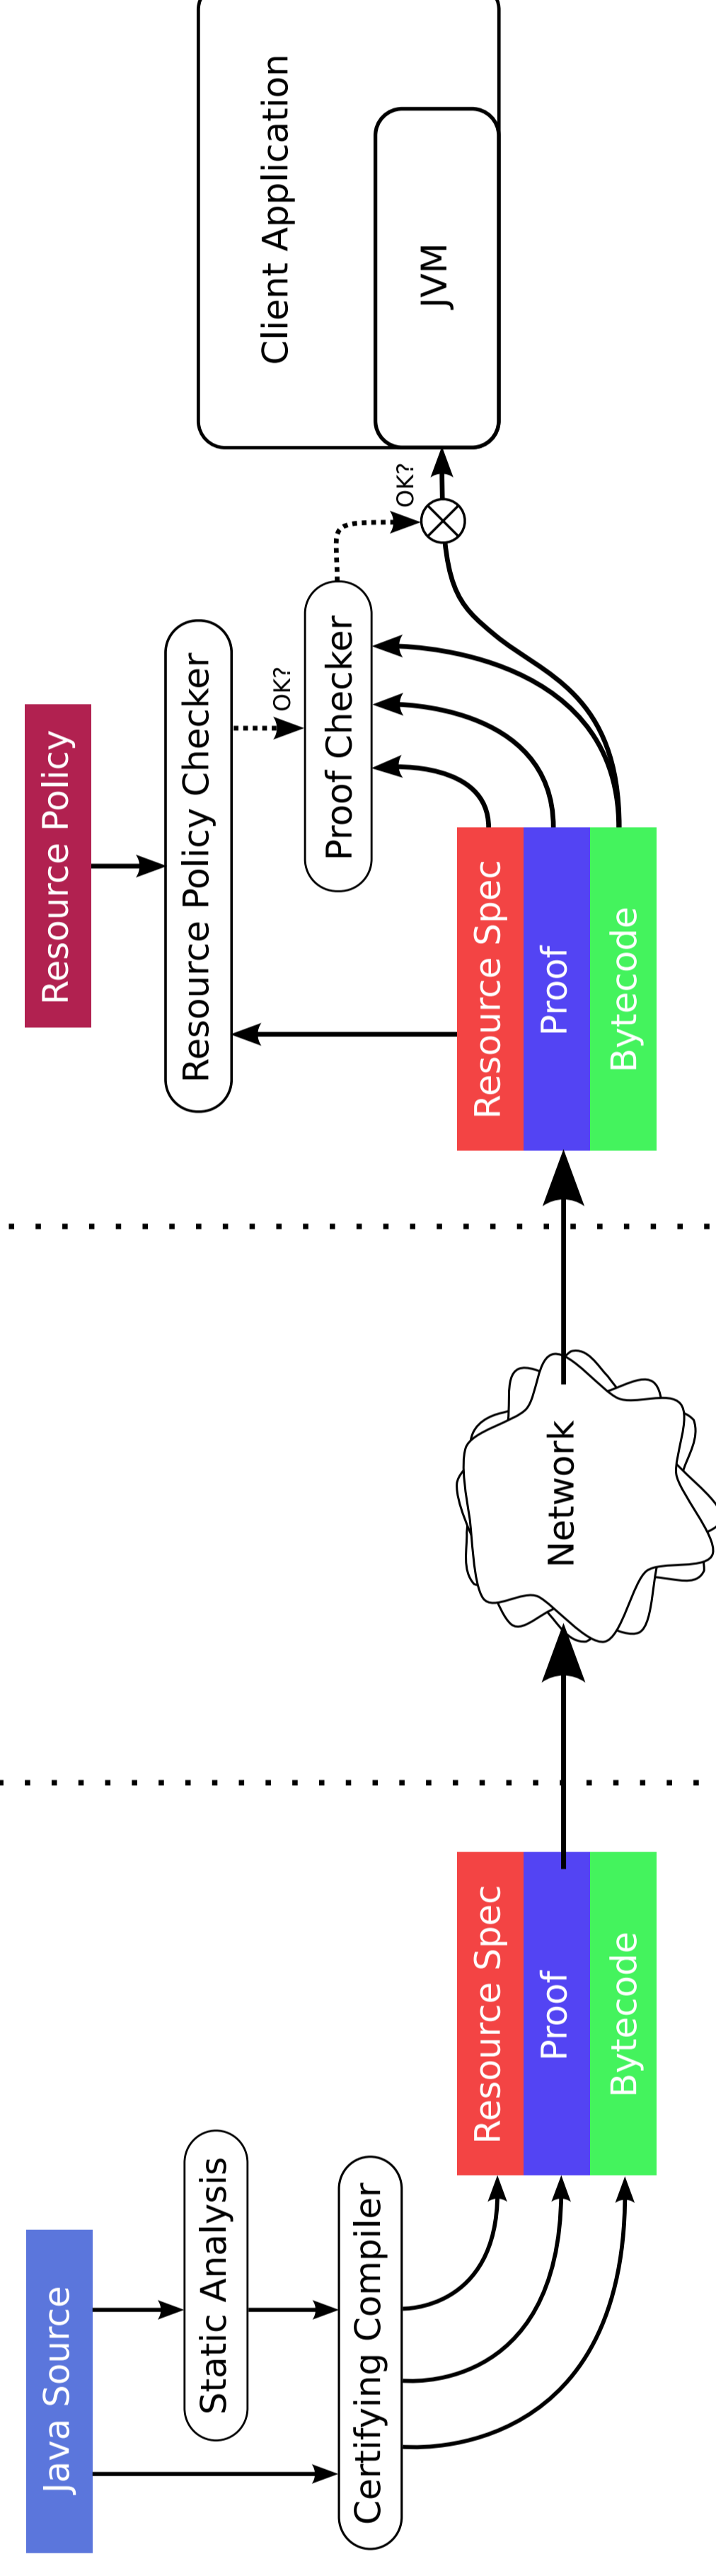 Java Source
Static Analysis
Certifying Compiler
Resource Spec
Proof
Bytecode
Network
Resource Policy
Resource Policy Checker
OK?
Proof Checker
OK?
Resource Spec
Proof
Bytecode
Client Application
JVM